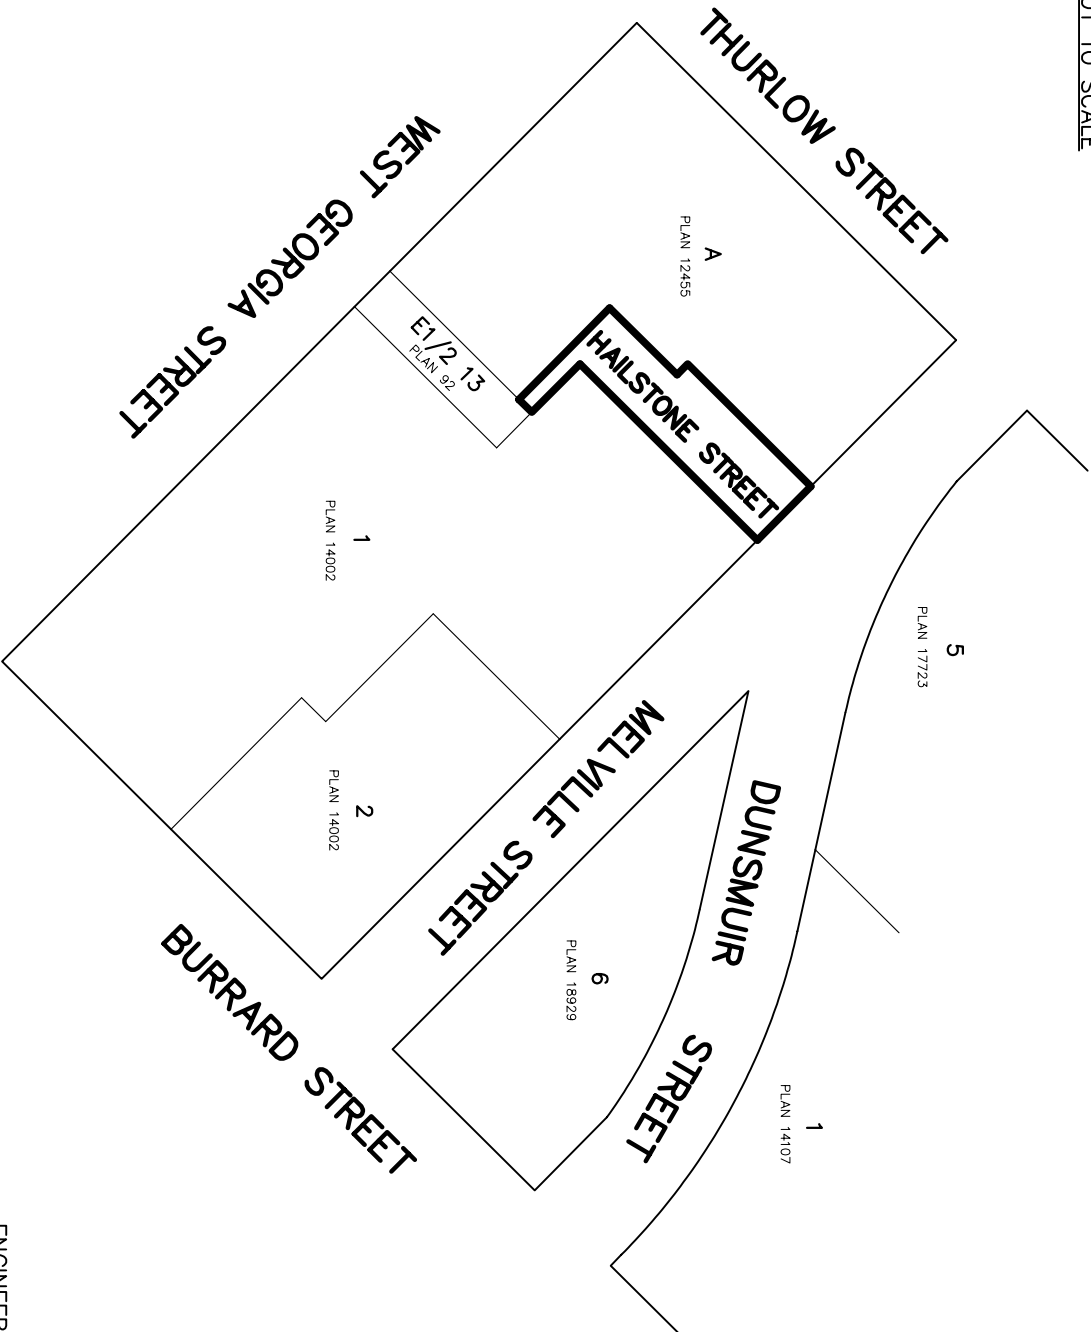 OT TO SCALE
THURLOW STREET
WEST GEORGIA STREET
A
PLAN 12455
HAILSTONE STREET
E1/2 13
PLAN 92
1
PLAN 14002
2
PLAN 14002
MELVILLE STREET
BURRARD STREET
5
PLAN 17723
DUNSMUIR STREET
6
PLAN 18929
1
PLAN 14107
ENGINEER